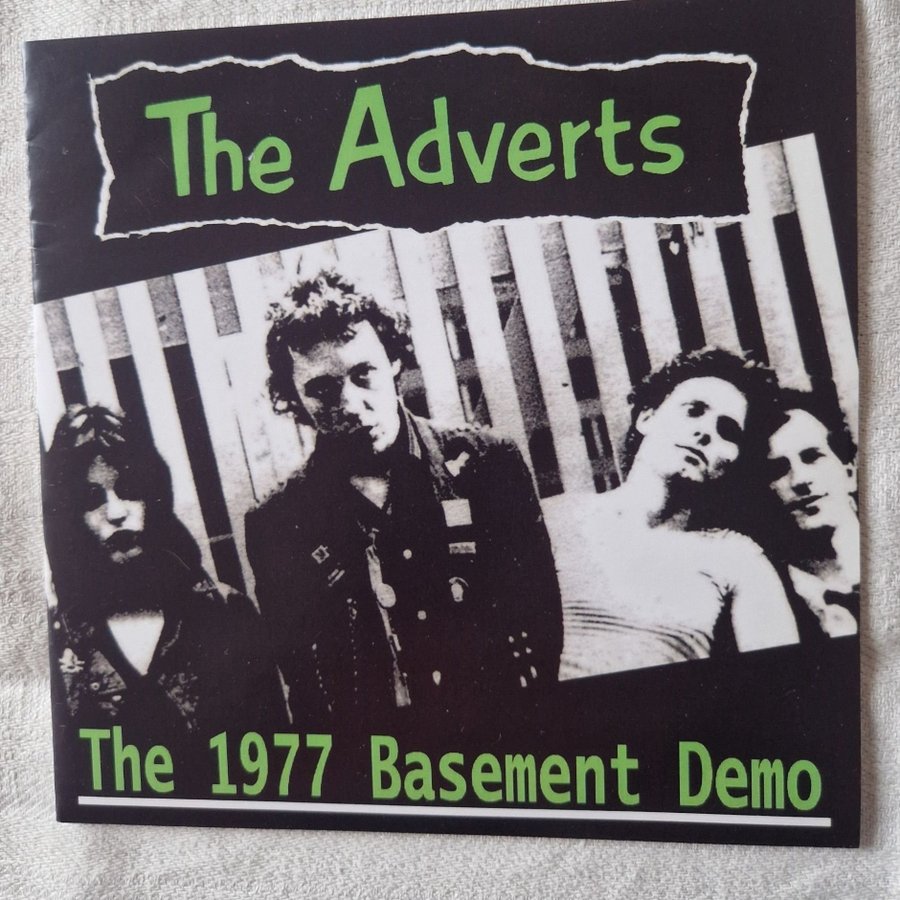 The Adverts
The 1977 Basement Demo